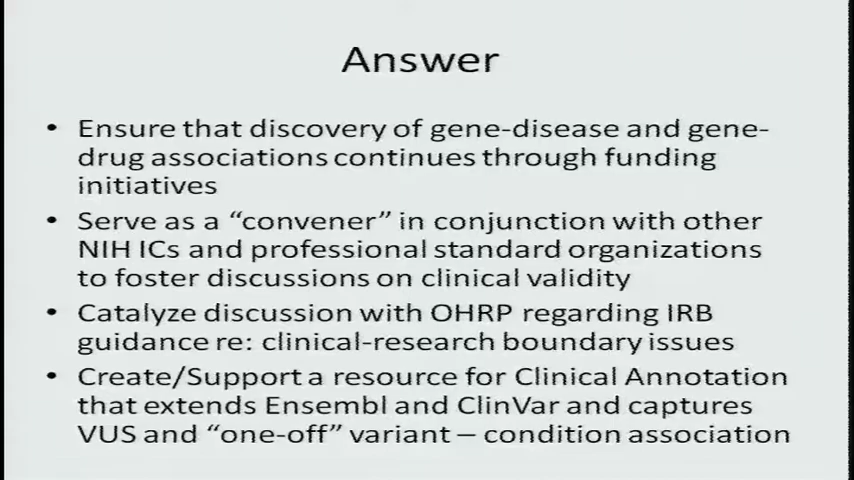 Answer
• Ensure that discovery of gene-disease and gene-
drug associations continues through funding
initiatives
• Serve as a “convener” in conjunction with other
NIH ICs and professional standard organizations
to foster discussions on clinical validity
• Catalyze discussion with OHRP regarding IRB
guidance re: clinical-research boundary issues
• Create/Support a resource for Clinical Annotation
that extends Ensembl and ClinVar and captures
VUS and “one-off” variant – condition association